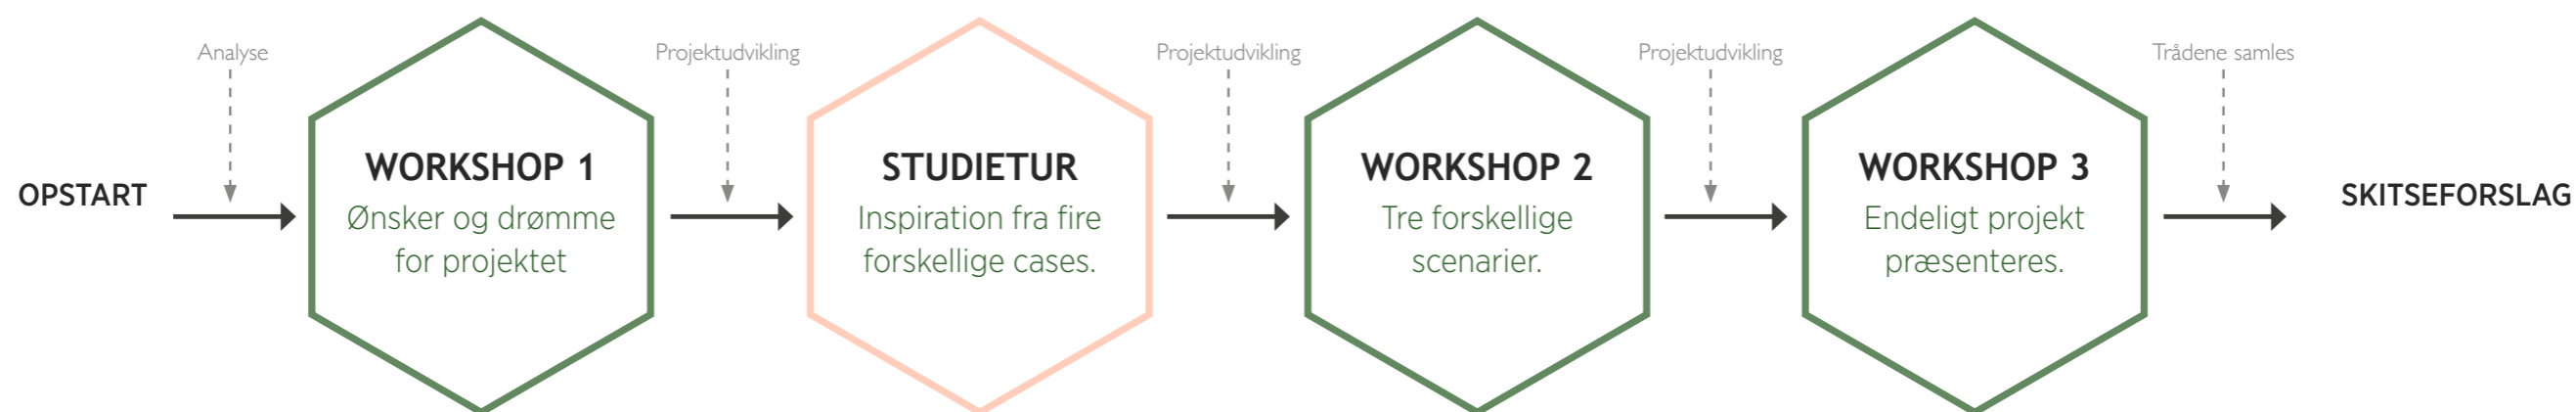 Analyse
Projektudvikling
Projektudvikling
Projektudvikling
Trådene samles
OPSTART
WORKSHOP 1
Ønsker og drømme
for projektet
STUDIETUR
Inspiration fra fire
forskellige cases.
WORKSHOP 2
Tre forskellige
scenarier.
WORKSHOP 3
Endeligt projekt
præsenteres.
SKITSEFORSLAG